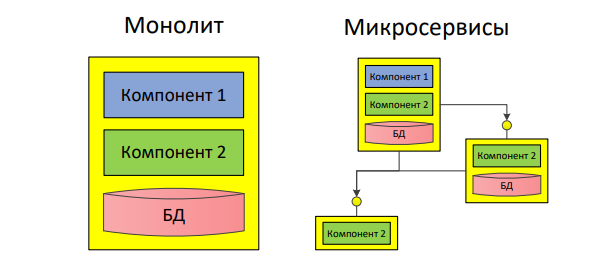 Монолит
Компонент 1
Компонент 2
БД
Микросервисы
Компонент 1
Компонент 2
БД
Компонент 2
БД
Компонент 2